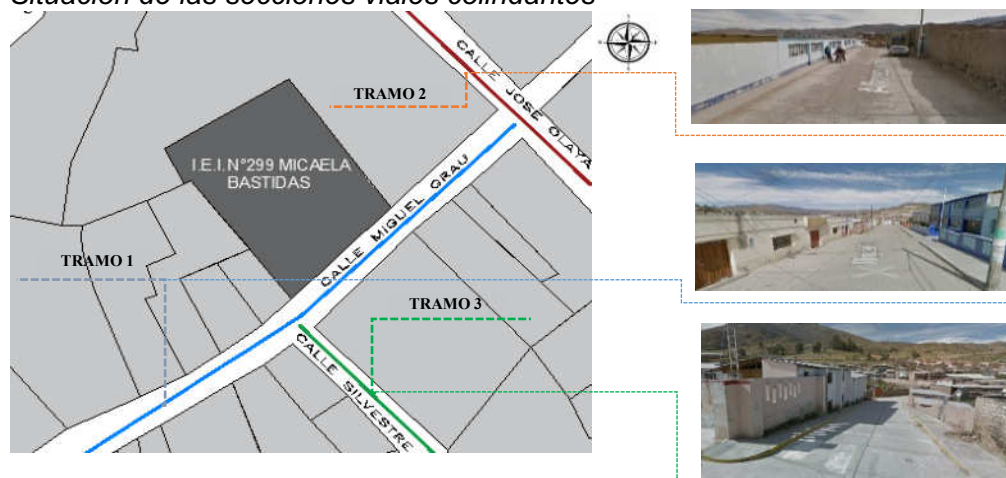 Situación de las secciones viales colindantes
TRAMO 2
CALLE JOSE OLAYA
I.E.I.N°299 MICAELA
BASTIDAS
CALLE MIGUEL GRAU
TRAMO 1
TRAMO 3
CALLE SILVESTRE